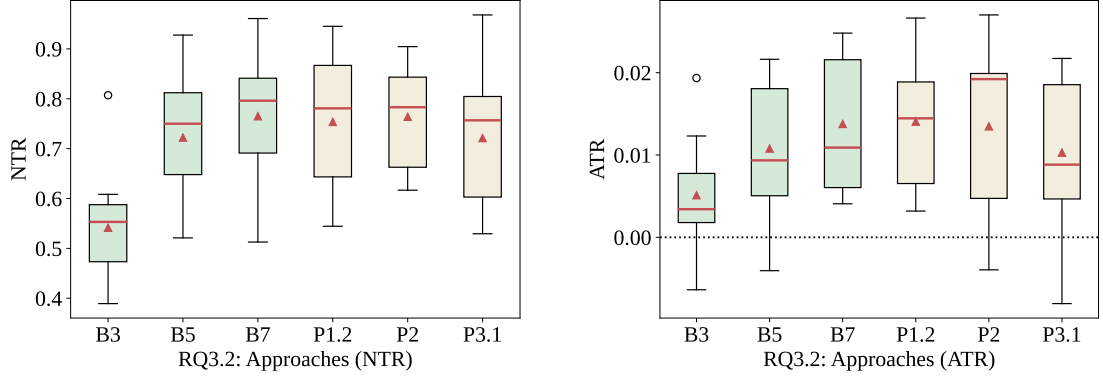 NTR
0.9
0.8
0.7
0.6
0.5
0.4
B3 B5 B7 P1.2 P2 P3.1
RQ3.2: Approaches (NTR)
ATR
0.02
0.01
0.00
B3 B5 B7 P1.2 P2 P3.1
RQ3.2: Approaches (ATR)